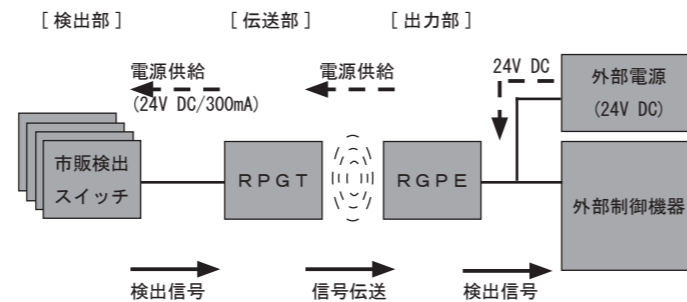 [検出部]
[伝送部]
[出力部]
電源供給
(24V DC/300mA)
電源供給
24V DC
外部電源
(24V DC)
市販検出
スイッチ
RPGT
RGPE
外部制御機器
検出信号
信号伝送
検出信号